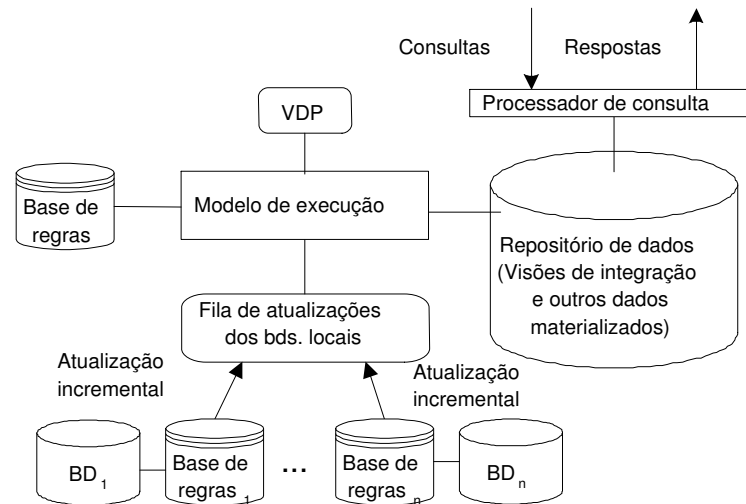 Consultas
Respostas
Processador de consulta
VDP
Base de
regras
Modelo de execução
Repositório de dados
(Visões de integração
e outros dados
materializados)
Fila de atualizações
dos bds. locais
Atualização
incremental
Atualização
incremental
BD 1
Base de
regras 1
...
Base de
regras n
BD n